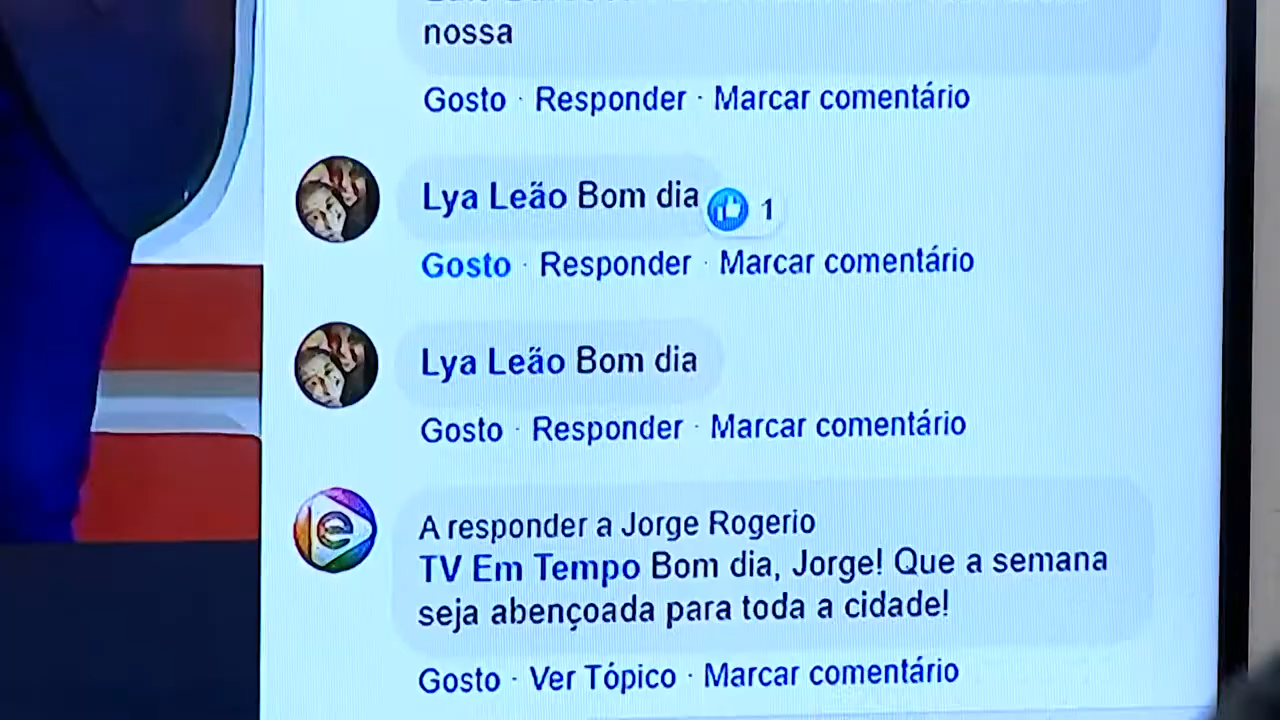 nossa
Gosto · Responder · Marcar comentário
Lya Leão Bom dia 1
Gosto · Responder · Marcar comentário
Lya Leão Bom dia
Gosto · Responder · Marcar comentário
A responder a Jorge Rogerio
TV Em Tempo Bom dia, Jorge! Que a semana
seja abençoada para toda a cidade!
Gosto · Ver Tópico · Marcar comentário